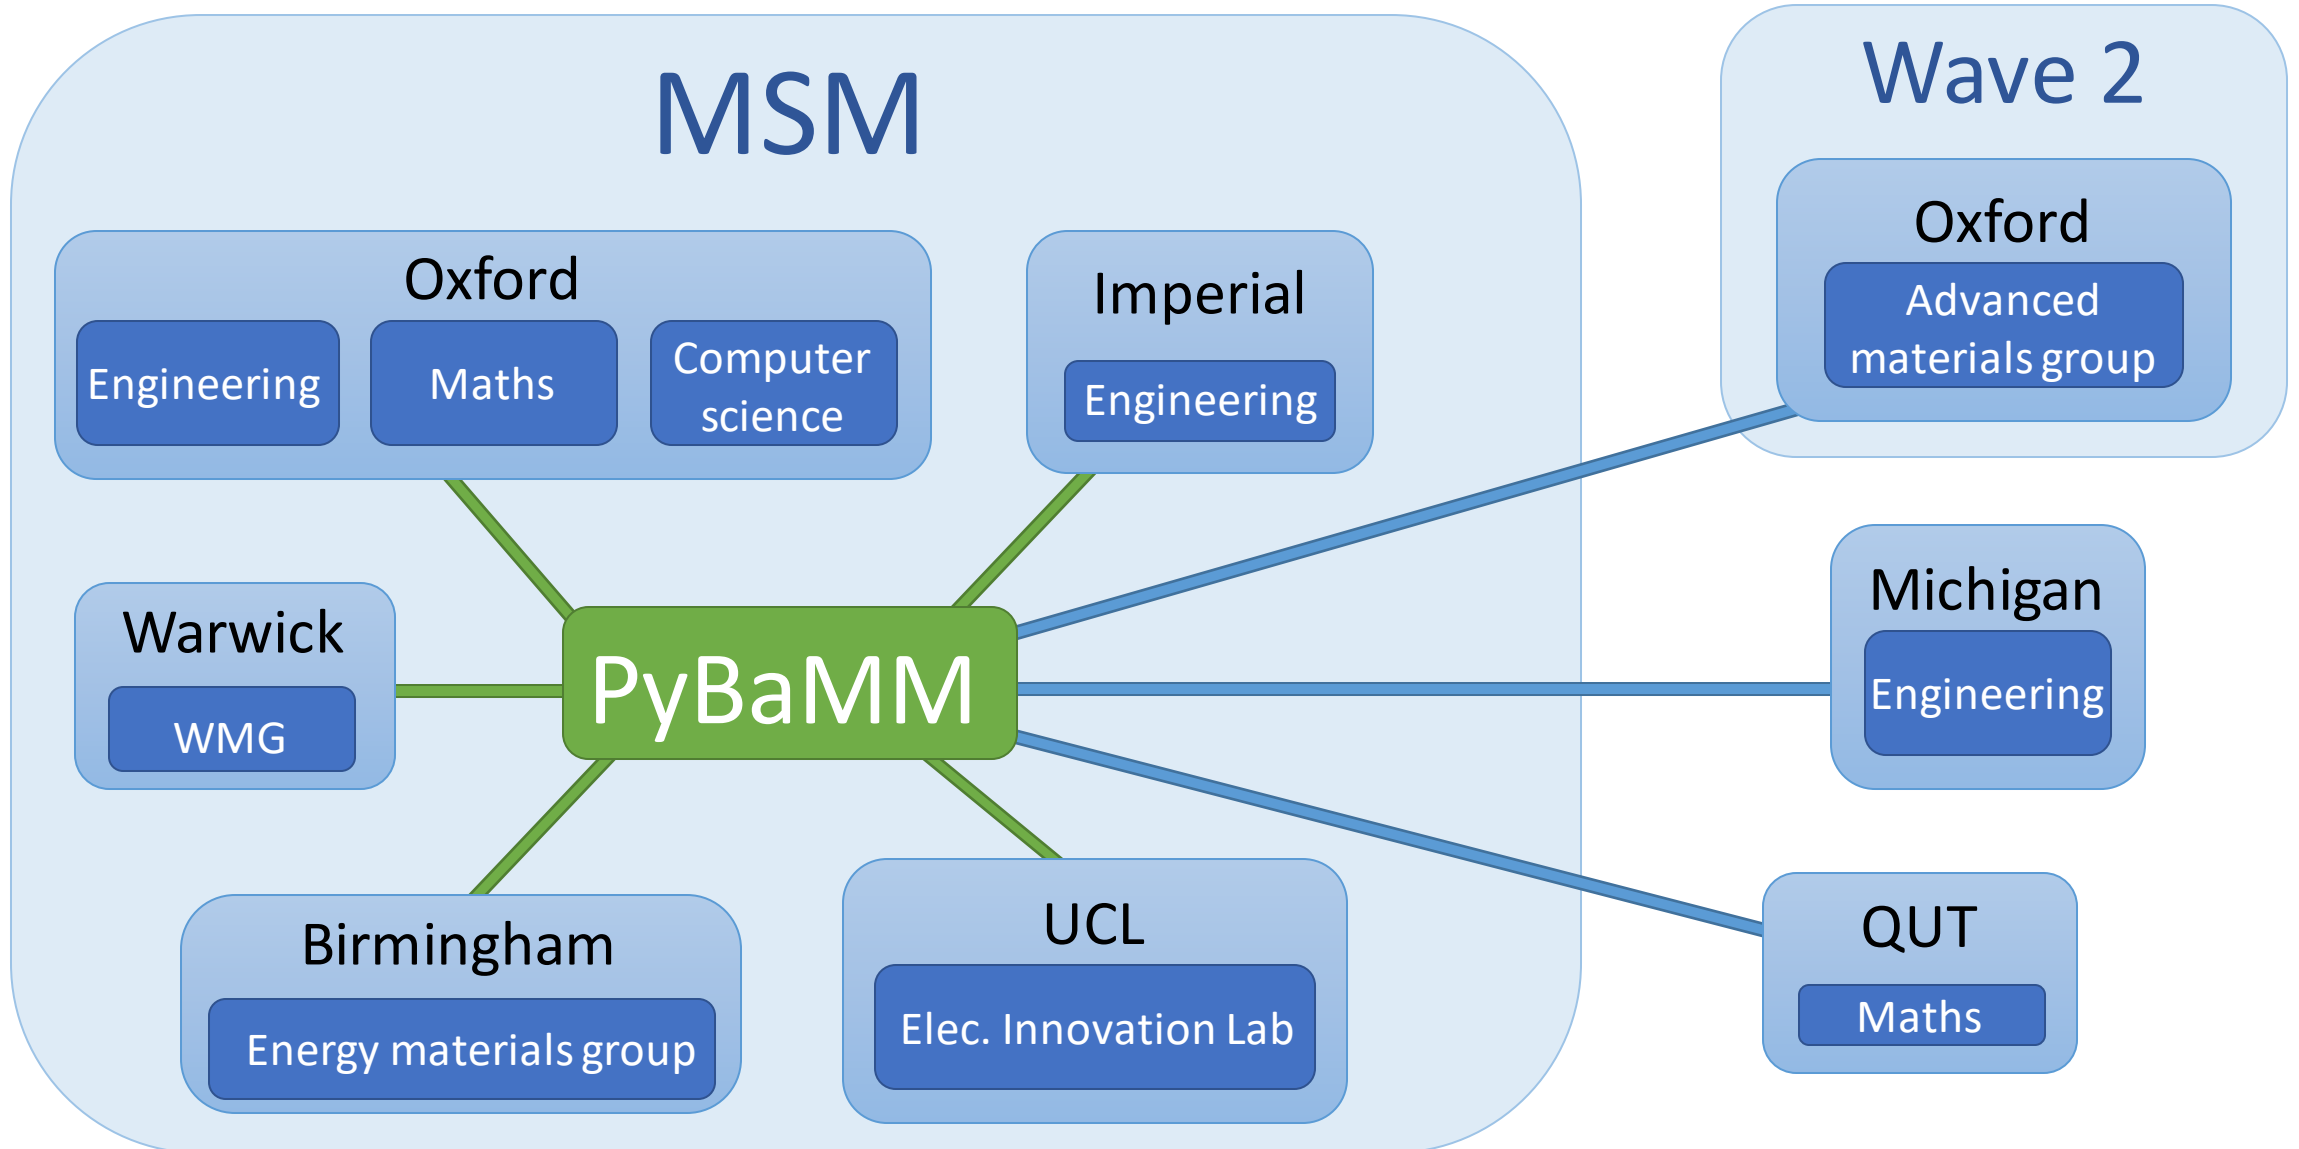 MSM
Oxford
Engineering
Maths
Computer
science
Imperial
Engineering
Warwick
WMG
PyBaMM
Birmingham
Energy materials group
UCL
Elec. Innovation Lab
Wave 2
Oxford
Advanced
materials group
Michigan
Engineering
QUT
Maths